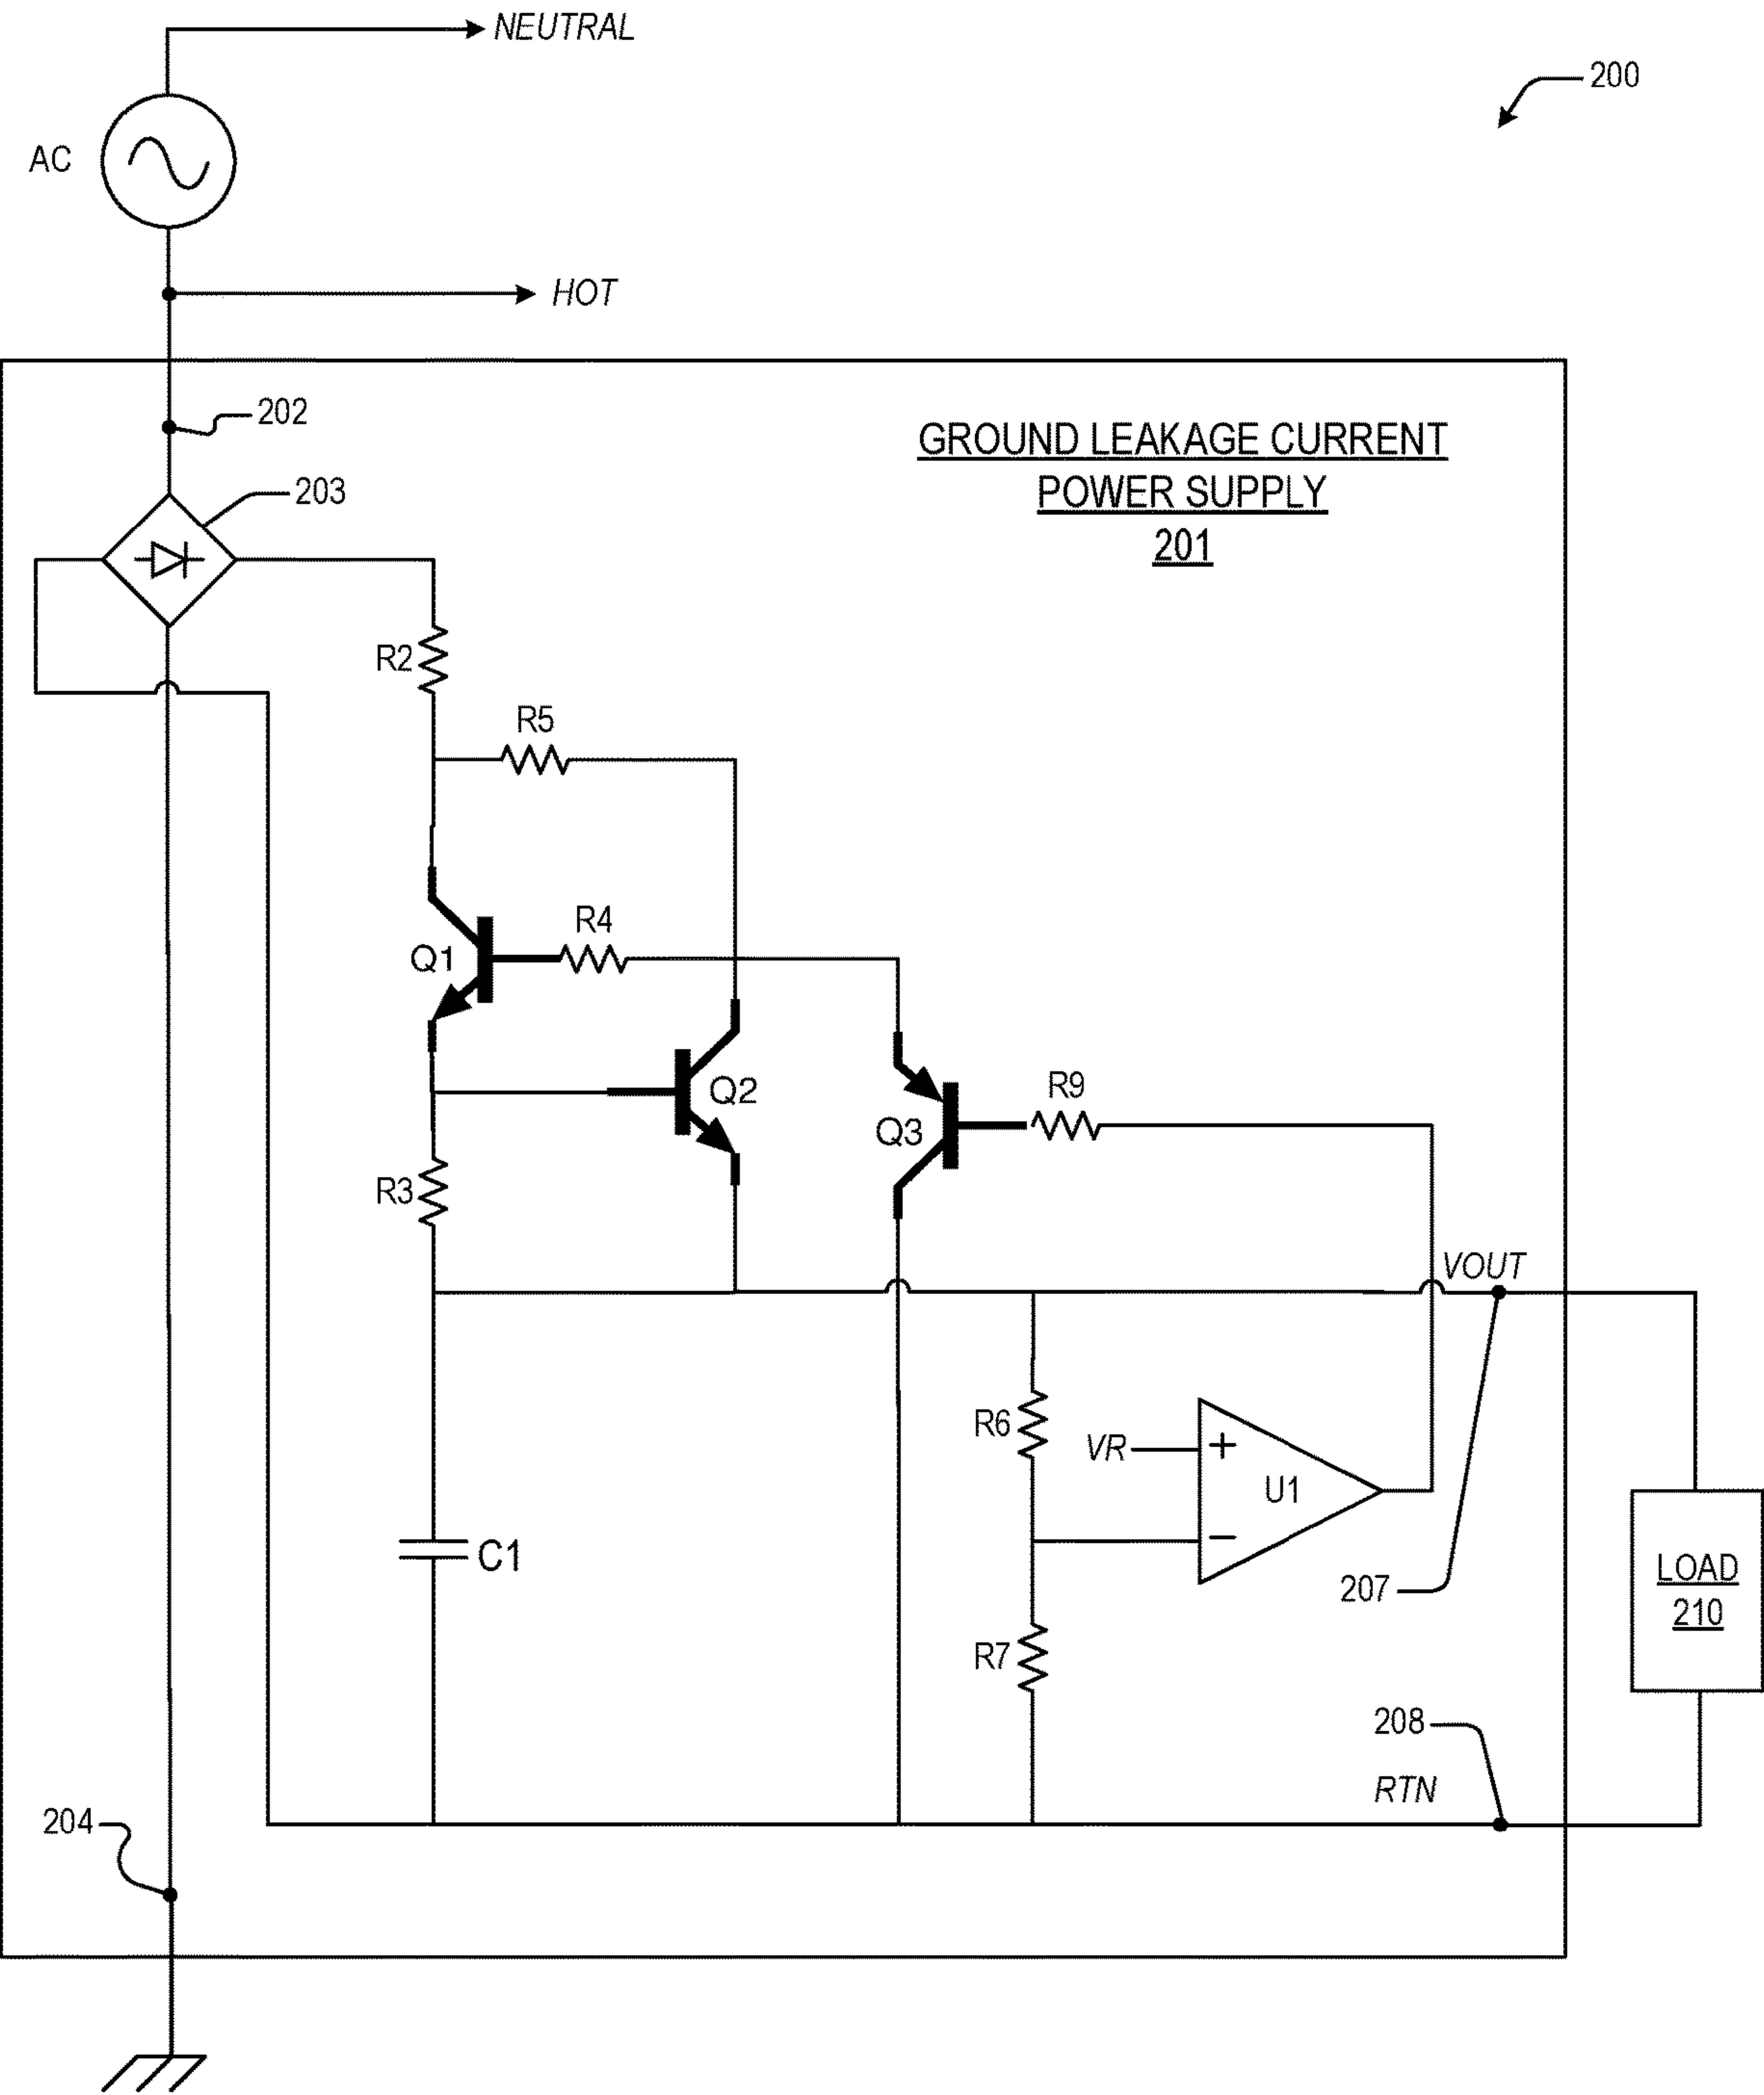 NEUTRAL
200
AC
HOT
202
GROUND LEAKAGE CURRENT
POWER SUPPLY
201
203
R2
R5
R4
Q1
Q2
R9
Q3
R3
VOUT
R6
VR
+
U1
−
C1
207
LOAD
210
R7
208
RTN
204